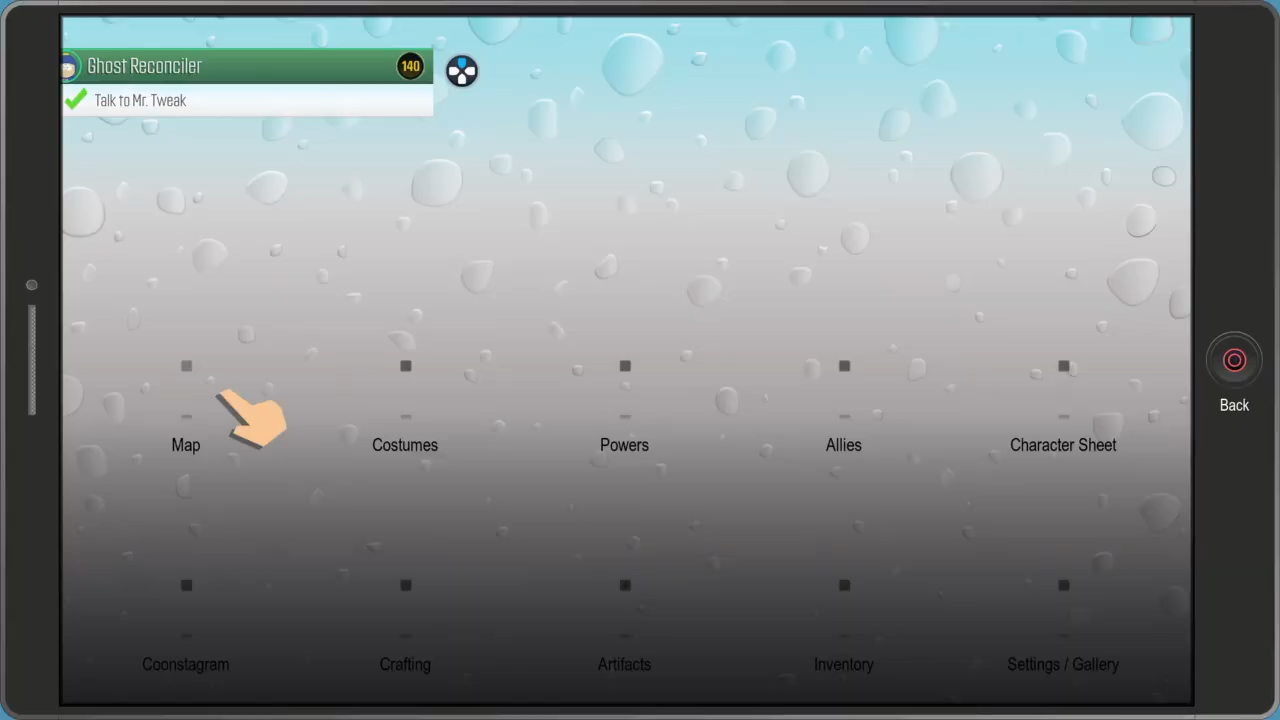 Ghost Reconciler 140
Talk to Mr. Tweak
Map Costumes Powers Allies Character Sheet
Back
Coonstagram Crafting Artifacts Inventory Settings / Gallery